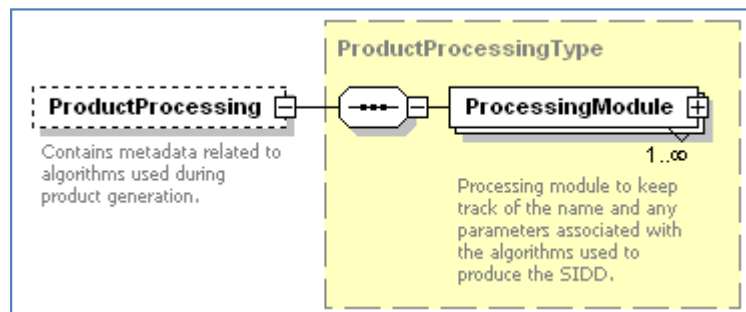 ProductProcessingType
ProductProcessing
ProcessingModule
1..∞
Contains metadata related to
algorithms used during
product generation.
Processing module to keep
track of the name and any
parameters associated with
the algorithms used to
produce the SIDD.